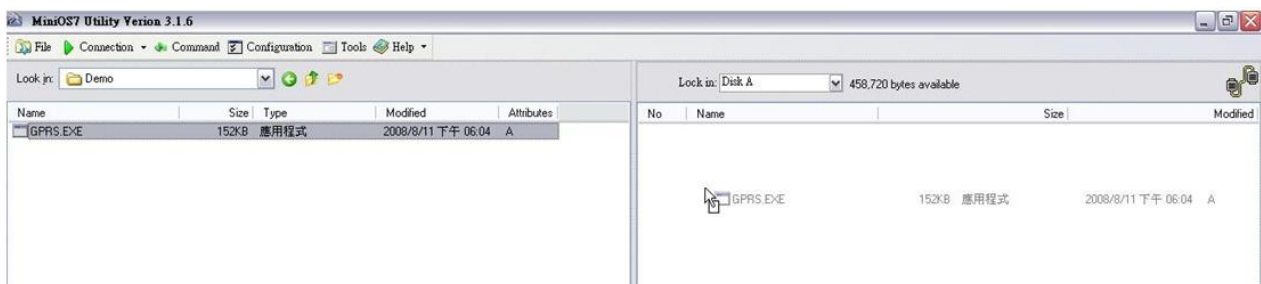 MiniOS7 Utility Verion 3.1.6
File Connection Command Configuration Tools Help
Look in: Demo
Lock in: Disk A 458,720 bytes available
Name Size Type Modified Attributes
GPRS.EXE 152KB 應用程式 2008/8/11 下午 06:04 A
No Name Size Modified
GPRS.EXE 152KB 應用程式 2008/8/11 下午 06:04 A